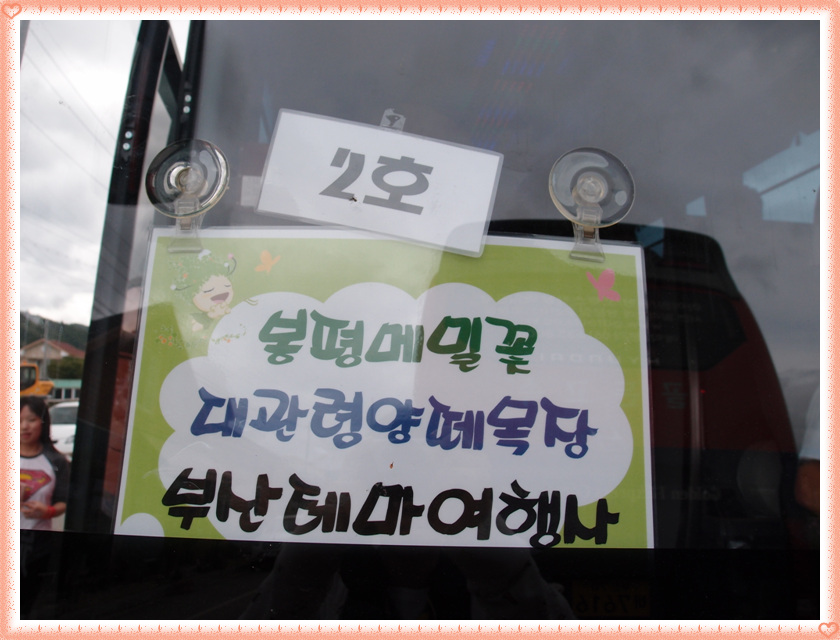 2호
봉평메밀꽃
대관령양떼목장
부산테마여행사